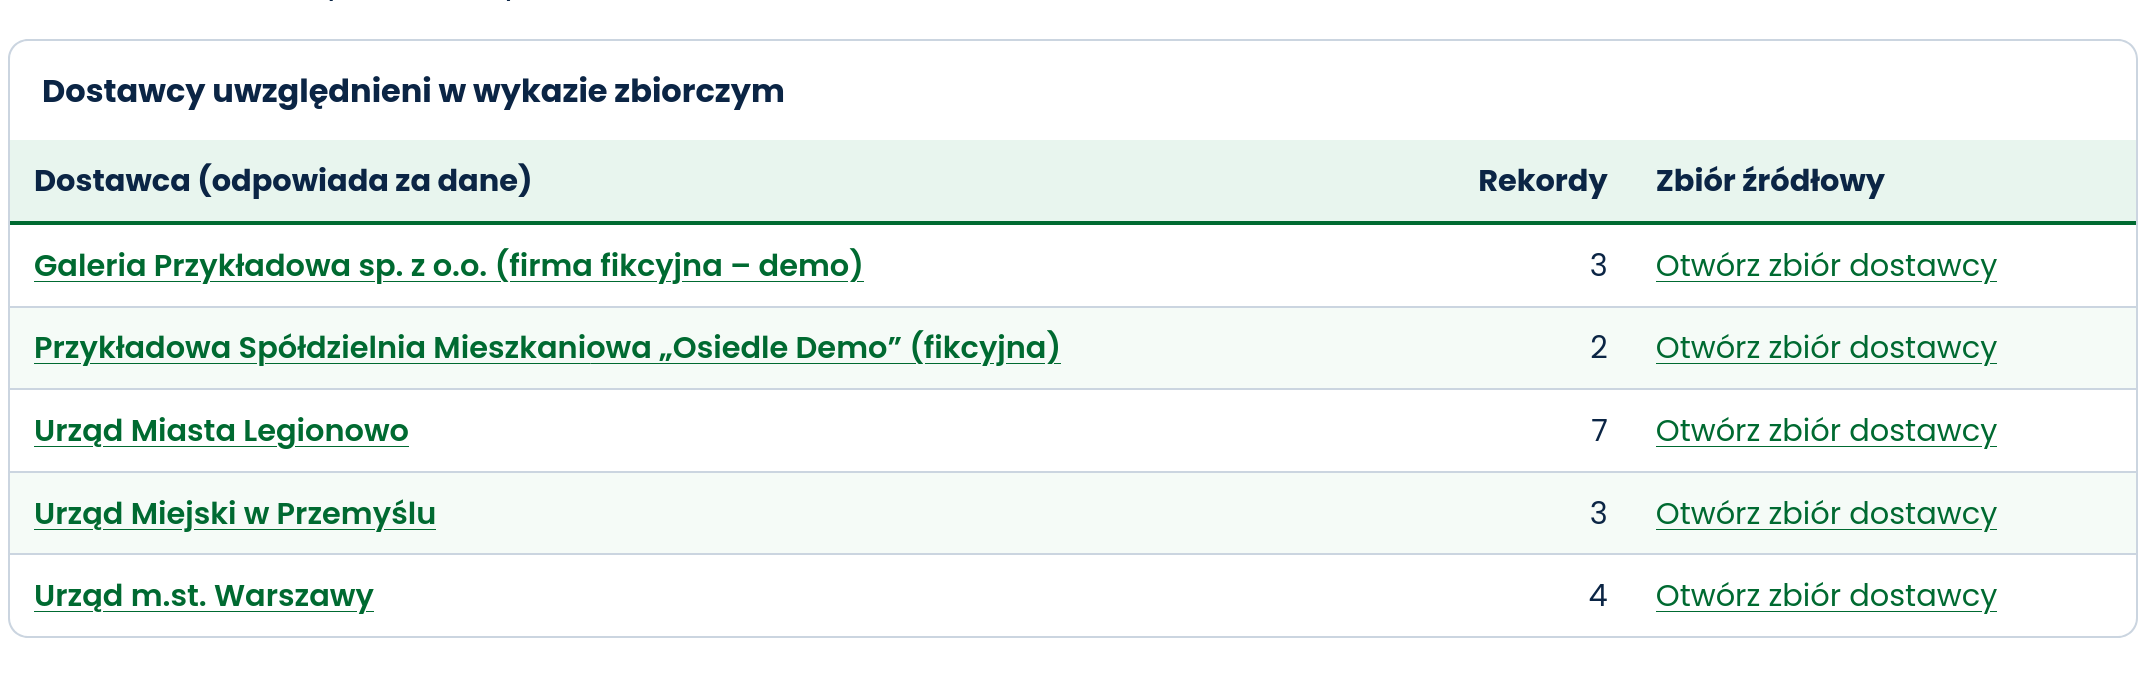 Dostawcy uwzględnieni w wykazie zbiorczym
Dostawca (odpowiada za dane) Rekordy Zbiór źródłowy
Galeria Przykładowa sp. z o.o. (firma fikcyjna – demo) 3 Otwórz zbiór dostawcy
Przykładowa Spółdzielnia Mieszkaniowa „Osiedle Demo” (fikcyjna) 2 Otwórz zbiór dostawcy
Urząd Miasta Legionowo 7 Otwórz zbiór dostawcy
Urząd Miejski w Przemyślu 3 Otwórz zbiór dostawcy
Urząd m.st. Warszawy 4 Otwórz zbiór dostawcy